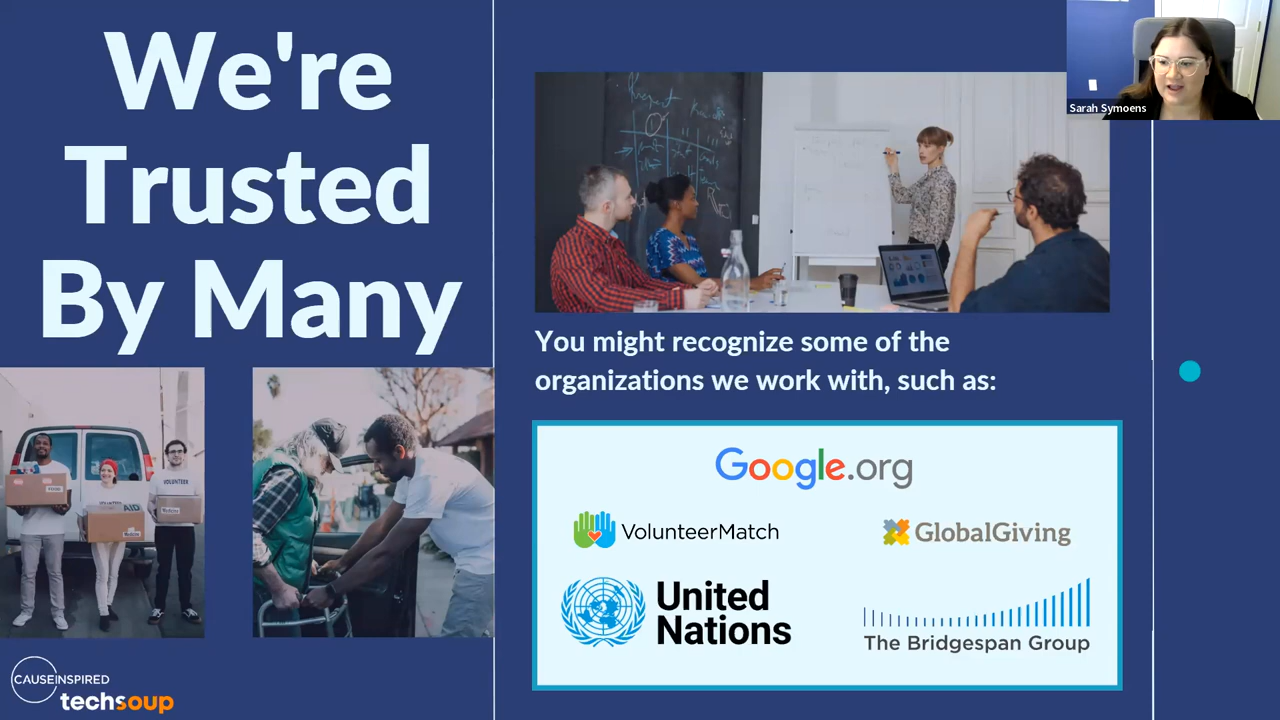 We're
Trusted
By Many
Sarah Symoens
You might recognize some of the
organizations we work with, such as:
Google.org
VolunteerMatch
GlobalGiving
United
Nations
The Bridgespan Group
VOLUNTEER
AID
CAUSEINSPIRED
techsoup